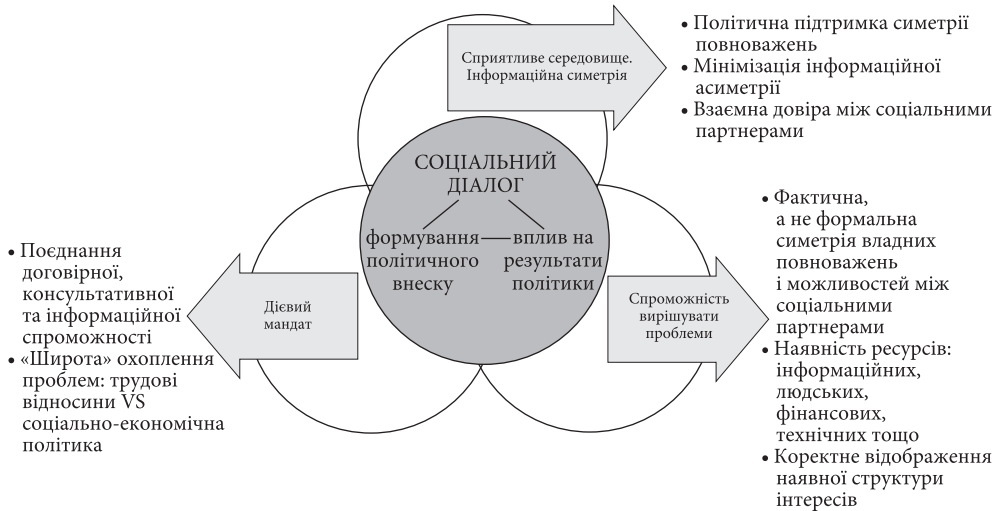 Сприятливе середовище.
Інформаційна симетрія
• Політична підтримка симетрії
повноважень
• Мінімізація інформаційної
асиметрії
• Взаємна довіра між соціальними
партнерами
СОЦІАЛЬНИЙ
ДІАЛОГ
формування
політичного
внеску
вплив на
результати
політики
Дієвий
мандат
• Поєднання
договірної,
консультативної
та інформаційної
спроможності
• «Широта» охоплення
проблем: трудові
відносини VS
соціально-економічна
політика
Спроможність
вирішувати
проблеми
• Фактична,
а не формальна
симетрія владних
повноважень
і можливостей між
соціальними
партнерами
• Наявність ресурсів:
інформаційних,
людських,
фінансових,
технічних тощо
• Коректне відображення
наявної структури
інтересів